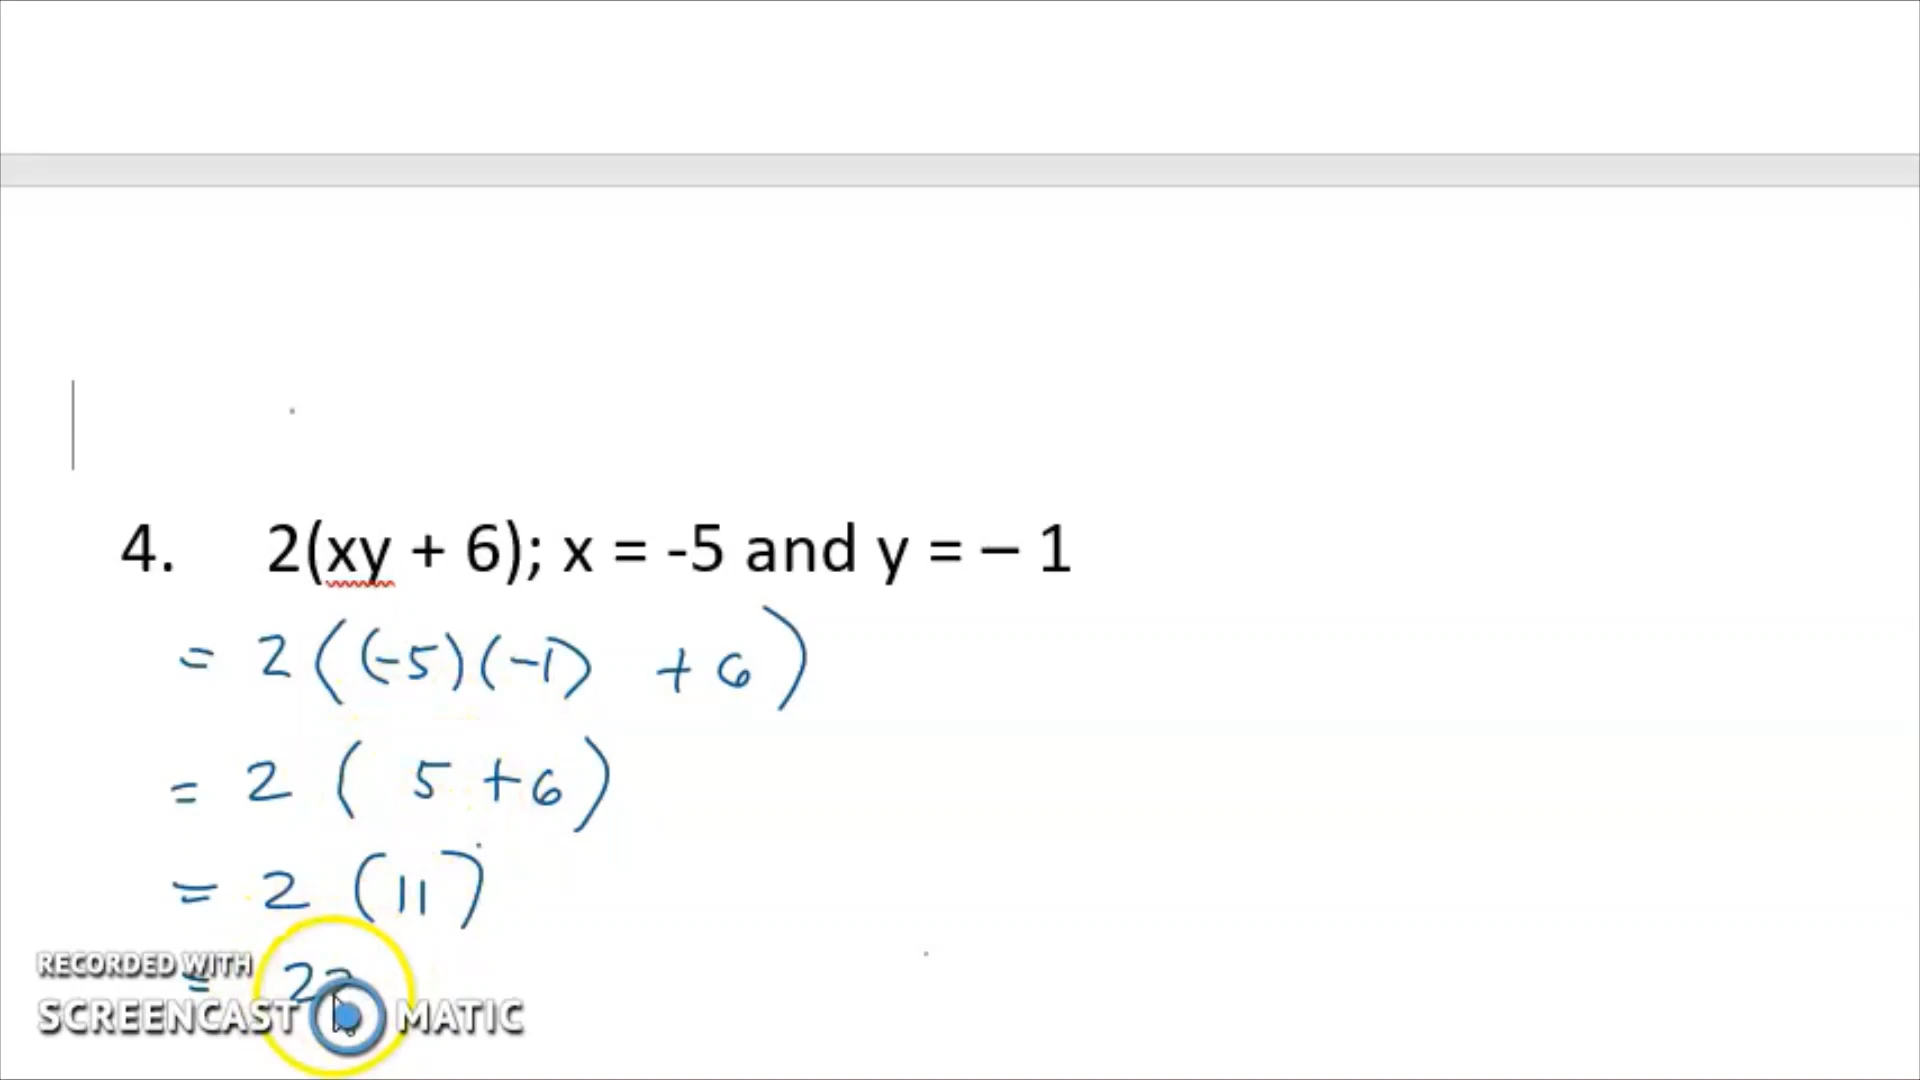 4. 2(xy + 6); x = -5 and y = – 1
= 2 ( (-5) (-1) + 6 )
= 2 ( 5 + 6 )
= 2 ( 11 )
= 22
RECORDED WITH
SCREENCAST MATIC